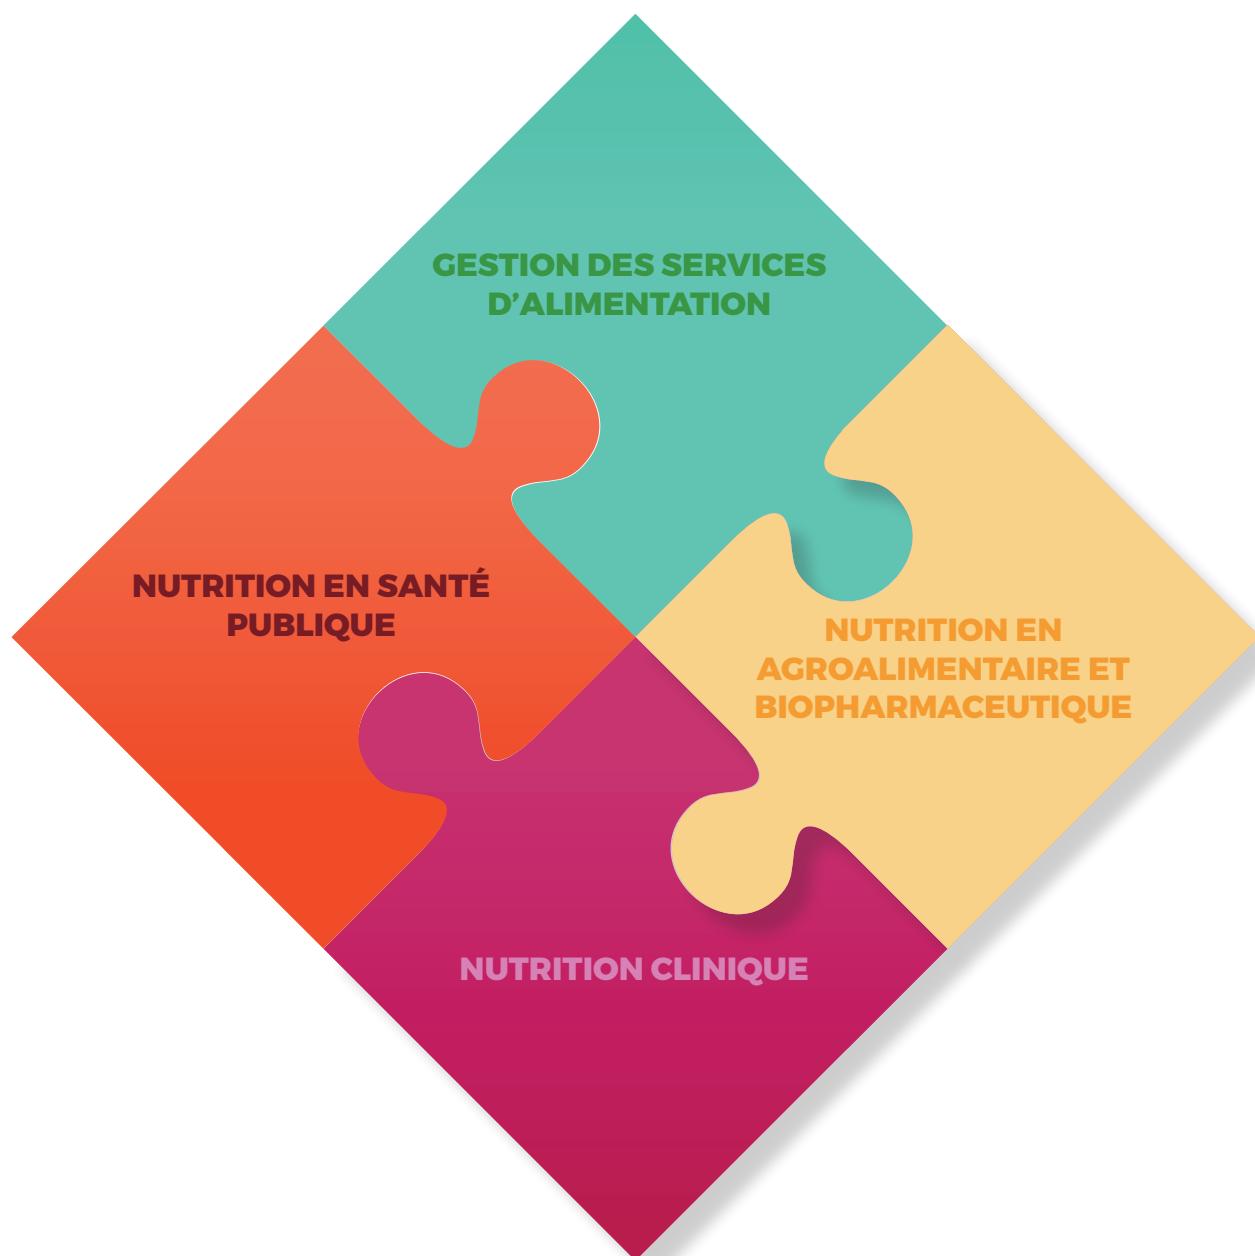 GESTION DES SERVICES
D’ALIMENTATION
NUTRITION EN SANTÉ
PUBLIQUE
NUTRITION EN
AGROALIMENTAIRE ET
BIOPHARMACEUTIQUE
NUTRITION CLINIQUE